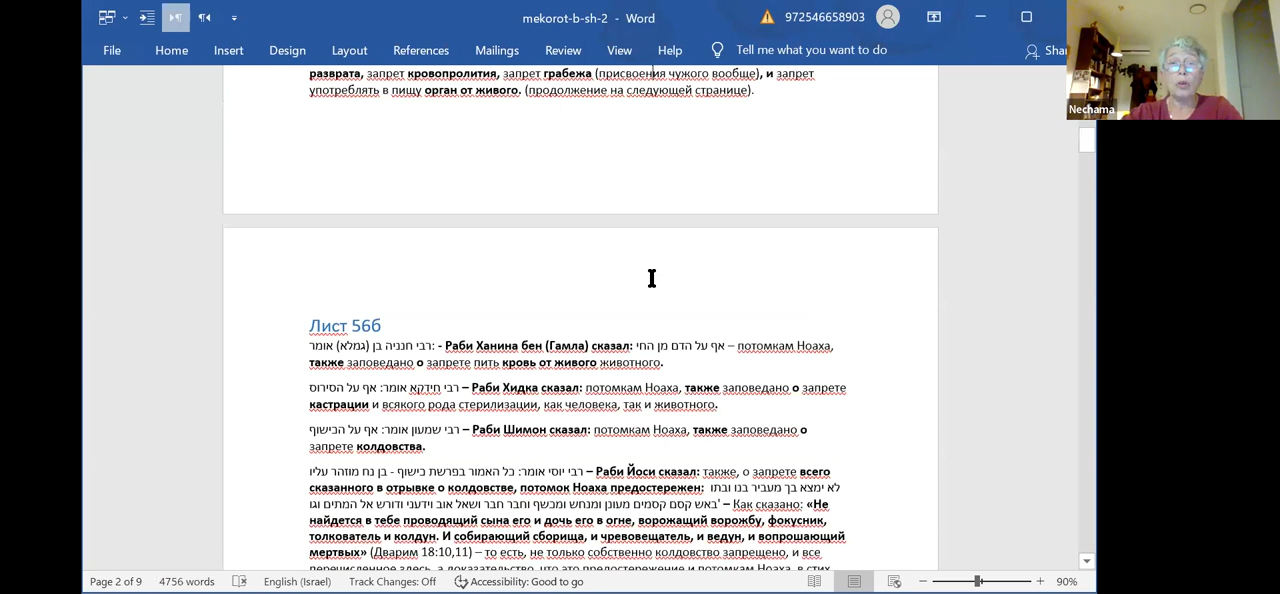 mekorot-b-sh-2 - Word
972546658903
File Home Insert Design Layout References Mailings Review View Help Tell me what you want to do
Nechama
разврата, запрет кровопролития, запрет грабежа (присвоения чужого вообще), и запрет
употреблять в пищу орган от живого. (продолжение на следующей странице).
Лист 56б
רבי חנניה בן (גמלא) אומר: - Раби Ханина бен (Гамла) сказал: אף על הדם מן החי – потомкам Ноаха,
также заповедано о запрете пить кровь от живого животного.
רבי חידקא אומר: אף על הסירוס – Раби Хидка сказал: потомкам Ноаха, также заповедано о запрете
кастрации и всякого рода стерилизации, как человека, так и животного.
רבי שמעון אומר: אף על הכישוף – Раби Шимон сказал: потомкам Ноаха, также заповедано о
запрете колдовства.
רבי יוסי אומר: כל האמור בפרשת כישוף - בן נח מוזהר עליו – Раби Йоси сказал: также, о запрете всего
сказанного в отрывке о колдовстве, потомок Ноаха предостережен: לא ימצא בך מעביר בנו ובתו
באש קסם קסמים מעונן ומנחש ומכשף וחבר חבר ושאל אוב וידעני ודורש אל המתים וגו' – Как сказано: «Не
найдется в тебе проводящий сына его и дочь его в огне, ворожащий ворожбу, фокусник,
толкователь и колдун. И собирающий сборища, и чревовещатель, и ведун, и вопрошающий
мертвых» (Дварим 18:10,11) – то есть, не только собственно колдовство запрещено, и все
Page 2 of 9 4756 words English (Israel) Track Changes: Off Accessibility: Good to go 90%